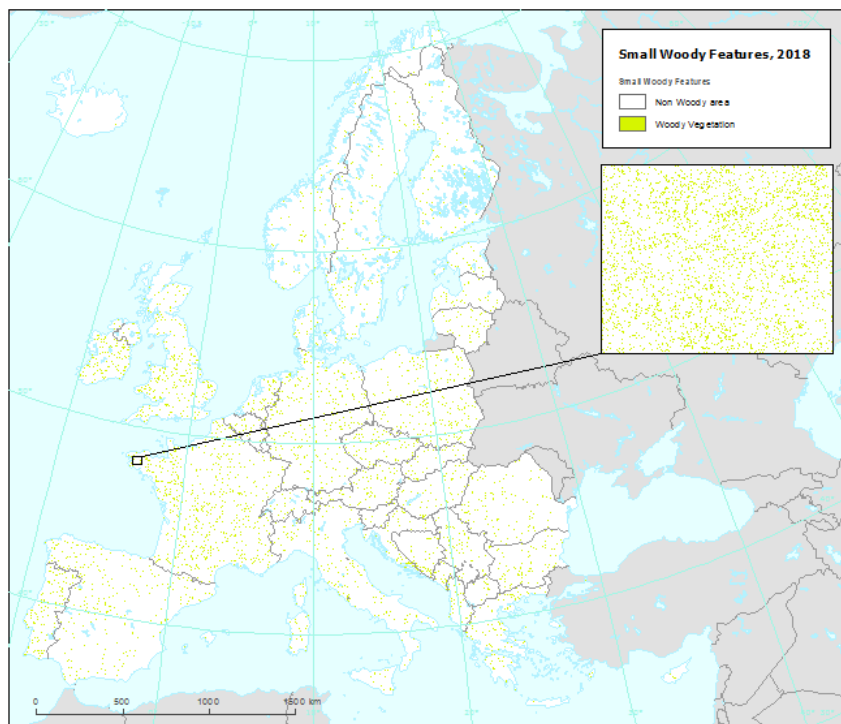 Small Woody Features, 2018
Small Woody Features
Non Woody area
Woody Vegetation
0 500 1000 1500 km